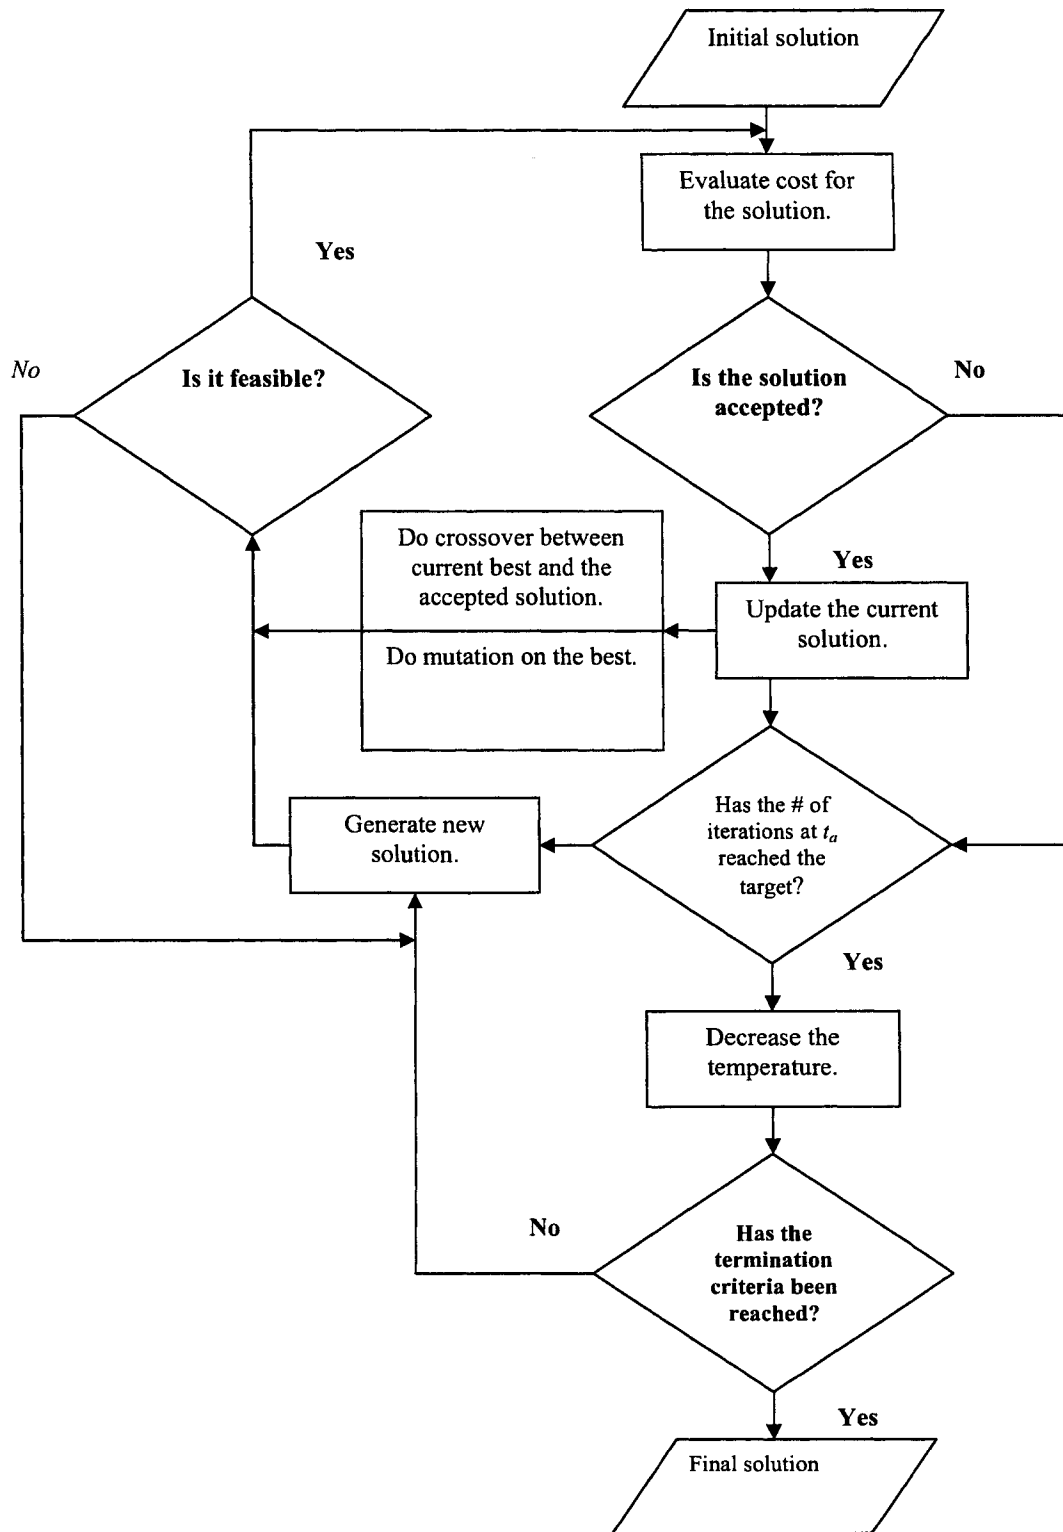 Initial solution
Evaluate cost for
the solution.
Yes
No
Is it feasible?
Is the solution
accepted?
No
Do crossover between
current best and the
accepted solution.
Do mutation on the best.
Yes
Update the current
solution.
Generate new
solution.
Has the # of
iterations at tₐ
reached the
target?
Yes
Decrease the
temperature.
No
Has the
termination
criteria been
reached?
Yes
Final solution